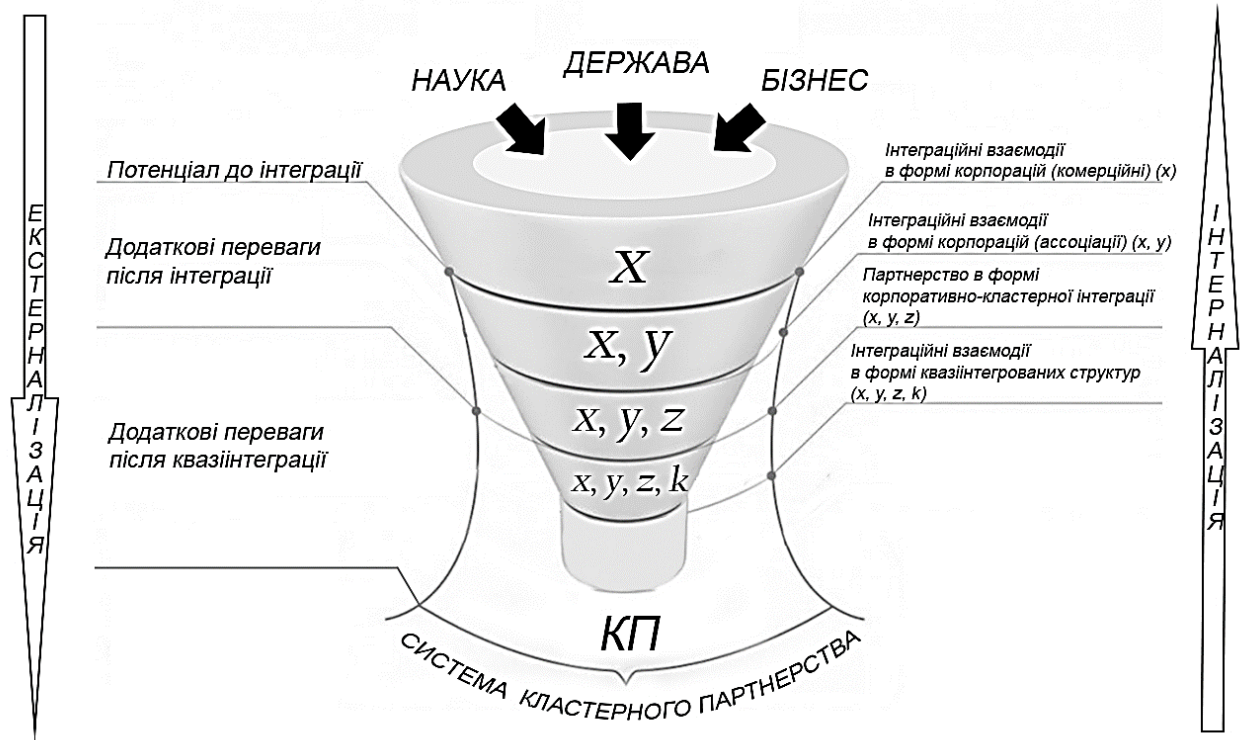 НАУКА
ДЕРЖАВА
БІЗНЕС
ЕКСТЕРНАЛІЗАЦІЯ
Потенціал до інтеграції
Додаткові переваги
після інтеграції
Додаткові переваги
після квазіінтеграції
x
x, y
x, y, z
x, y, z, k
Інтеграційні взаємодії
в формі корпорацій (комерційні) (x)
Інтеграційні взаємодії
в формі корпорацій (ассоціації) (x, y)
Партнерство в формі
корпоративно-кластерної інтеграції
(x, y, z)
Інтеграційні взаємодії
в формі квазіінтегрованих структур
(x, y, z, k)
ІНТЕРНАЛІЗАЦІЯ
КП
СИСТЕМА КЛАСТЕРНОГО ПАРТНЕРСТВА